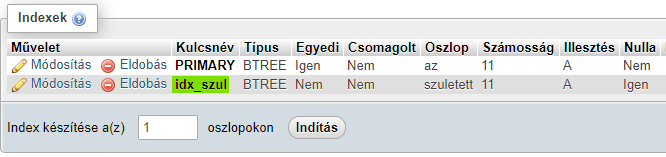 Indexek
Művelet Kulcsnév Típus Egyedi Csomagolt Oszlop Számosság Illesztés Nulla
Módosítás Eldobás PRIMARY BTREE Igen Nem az 11 A Nem
Módosítás Eldobás idx_szul BTREE Nem Nem szuletett 11 A Igen
Index készítése a(z) 1 oszlopokon Indítás